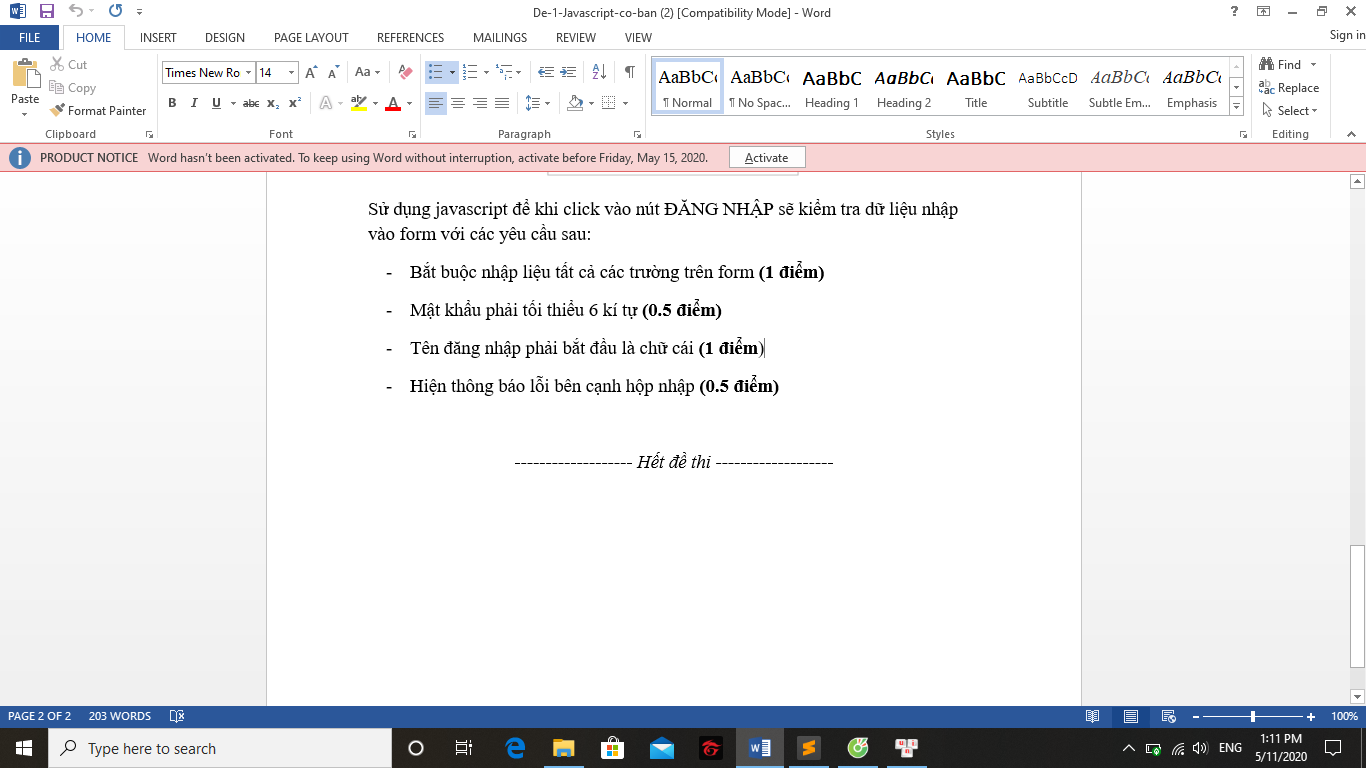 De-1-Javascript-co-ban (2) [Compatibility Mode] - Word
Sign in
FILE HOME INSERT DESIGN PAGE LAYOUT REFERENCES MAILINGS REVIEW VIEW
Paste
Cut
Copy
Format Painter
Clipboard
Times New Ro 14
Font
Paragraph
AaBbCc AaBbCc AaBbC AaBbCc AaBbC AaBbCcD AaBbCc AaBbCc
¶ Normal ¶ No Spac... Heading 1 Heading 2 Title Subtitle Subtle Em... Emphasis
Styles
Find
Replace
Select
Editing
PRODUCT NOTICE Word hasn't been activated. To keep using Word without interruption, activate before Friday, May 15, 2020. Activate
Sử dụng javascript để khi click vào nút ĐĂNG NHẬP sẽ kiểm tra dữ liệu nhập
vào form với các yêu cầu sau:
- Bắt buộc nhập liệu tất cả các trường trên form (1 điểm)
- Mật khẩu phải tối thiểu 6 kí tự (0.5 điểm)
- Tên đăng nhập phải bắt đầu là chữ cái (1 điểm)
- Hiện thông báo lỗi bên cạnh hộp nhập (0.5 điểm)
------------------- Hết đề thi -------------------
PAGE 2 OF 2 203 WORDS 100%
Type here to search
ENG
1:11 PM
5/11/2020